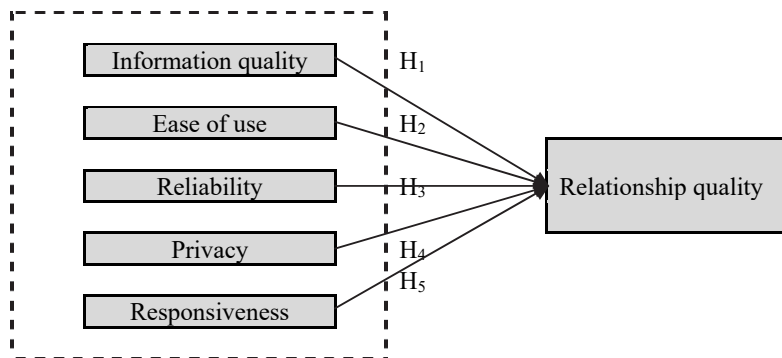 Information quality
H₁
Ease of use
H₂
Reliability
H₃
Relationship quality
Privacy
H₄
H₅
Responsiveness